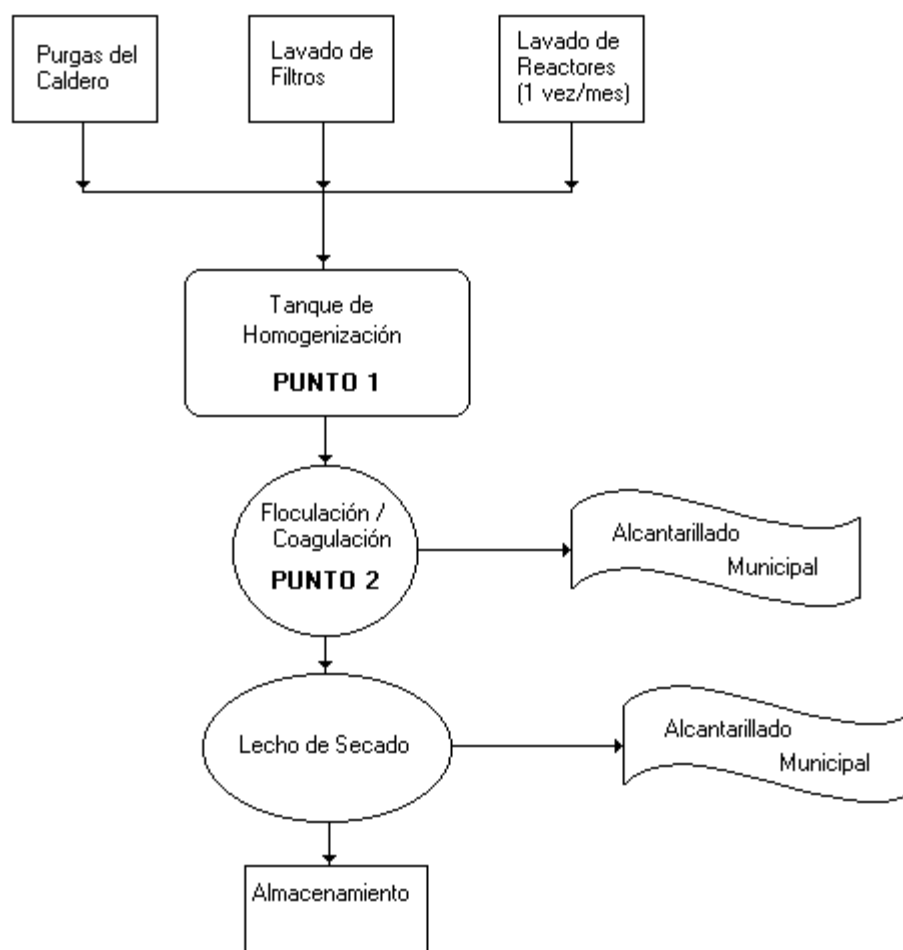 Purgas del
Caldero
Lavado de
Filtros
Lavado de
Reactores
(1 vez/mes)
Tanque de
Homogenización
PUNTO 1
Floculación /
Coagulación
PUNTO 2
Alcantarillado
Municipal
Lecho de Secado
Alcantarillado
Municipal
Almacenamiento